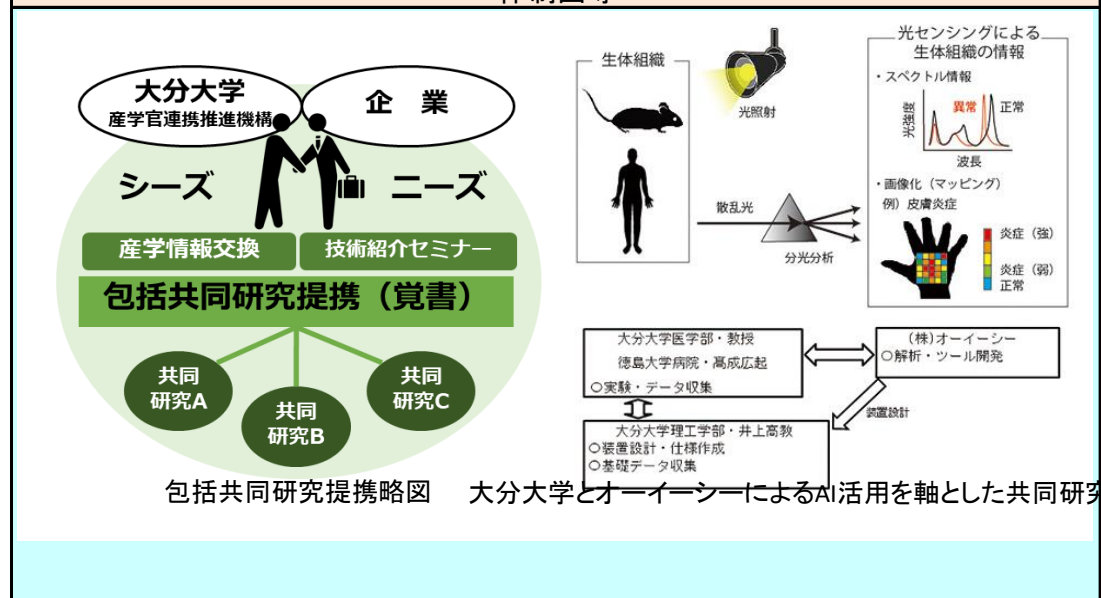 大分大学
産学官連携推進機構
企 業
シーズ
ニーズ
産学情報交換
技術紹介セミナー
包括共同研究提携（覚書）
共同
研究A
共同
研究B
共同
研究C
包括共同研究提携略図
生体組織
光照射
散乱光
分光分析
光センシングによる
生体組織の情報
・スペクトル情報
光強度
異常
正常
波長
・画像化（マッピング）
例）皮膚炎症
炎症（強）
炎症（弱）
正常
大分大学医学部・教授
徳島大学病院・髙成広起
○実験・データ収集
(株)オーイーシー
○解析・ツール開発
装置設計
大分大学理工学部・井上高教
○装置設計・仕様作成
○基礎データ収集
大分大学とオーイーシーによるAI活用を軸とした共同研究